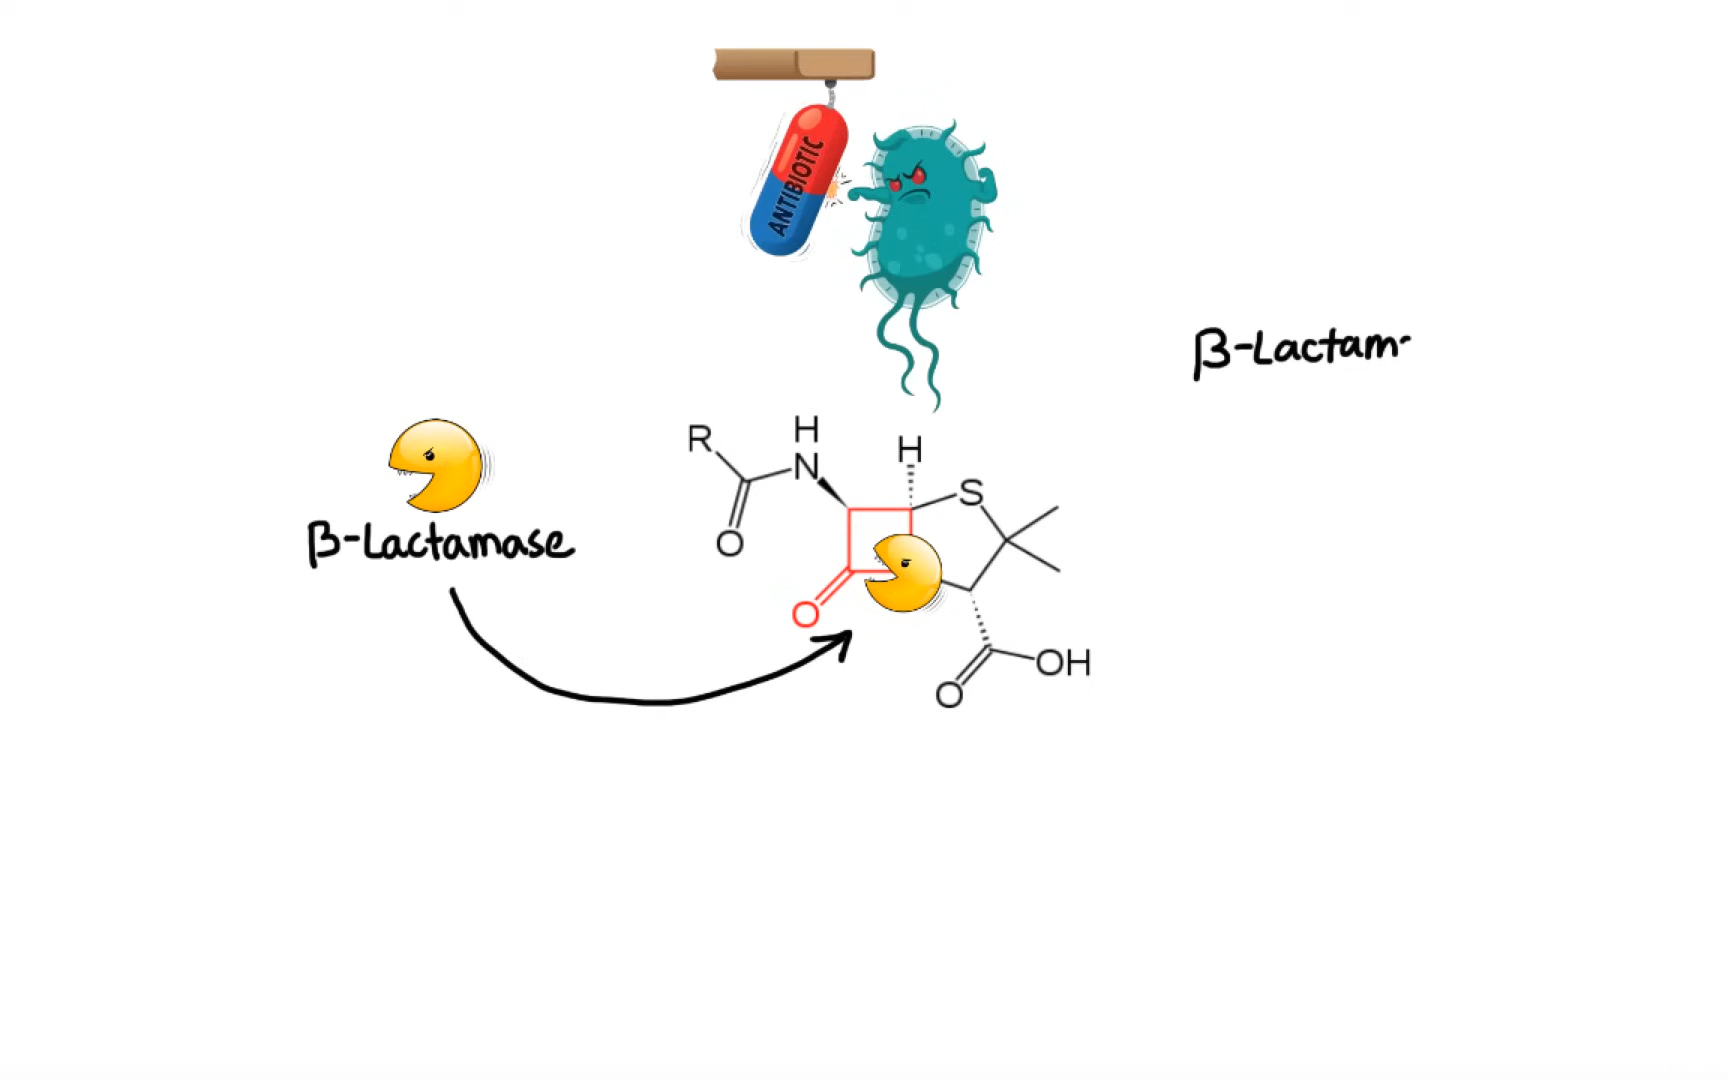 ANTIBIOTIC
β-Lactam
R
H
N
H
S
O
O
OH
O
β-Lactamase